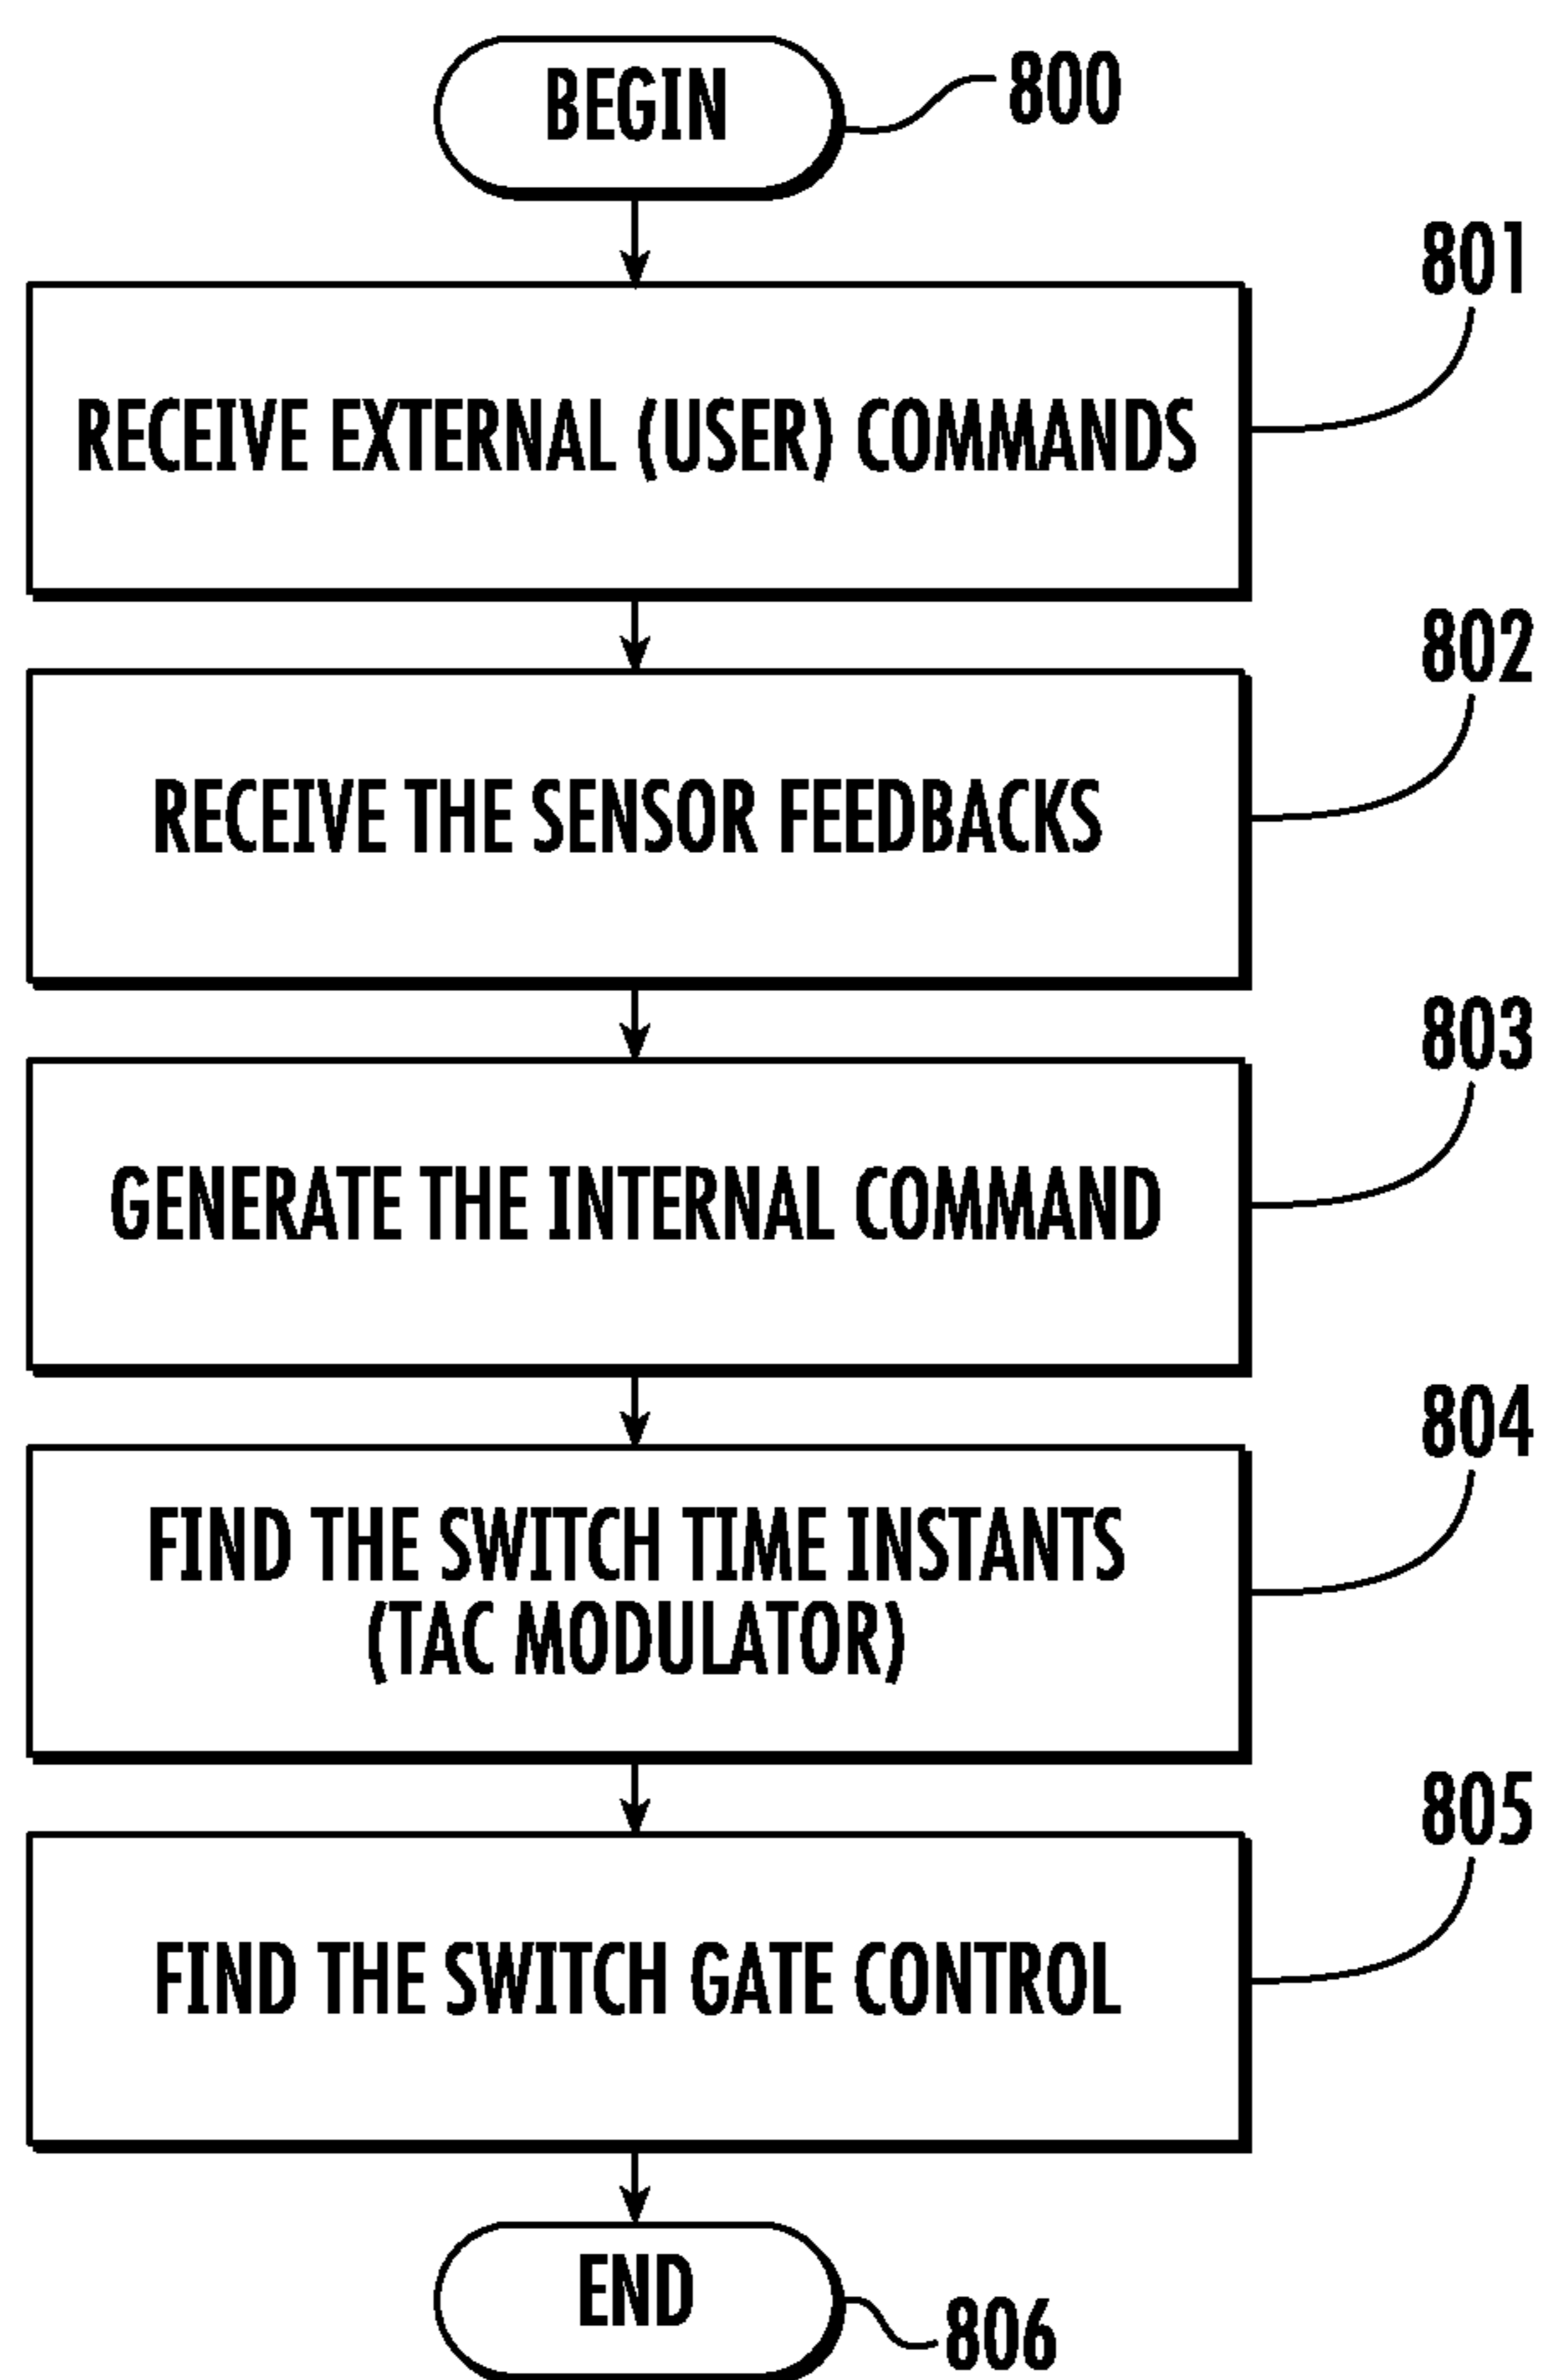 BEGIN
800
801
RECEIVE EXTERNAL (USER) COMMANDS
802
RECEIVE THE SENSOR FEEDBACKS
803
GENERATE THE INTERNAL COMMAND
804
FIND THE SWITCH TIME INSTANTS
(TAC MODULATOR)
805
FIND THE SWITCH GATE CONTROL
END
806